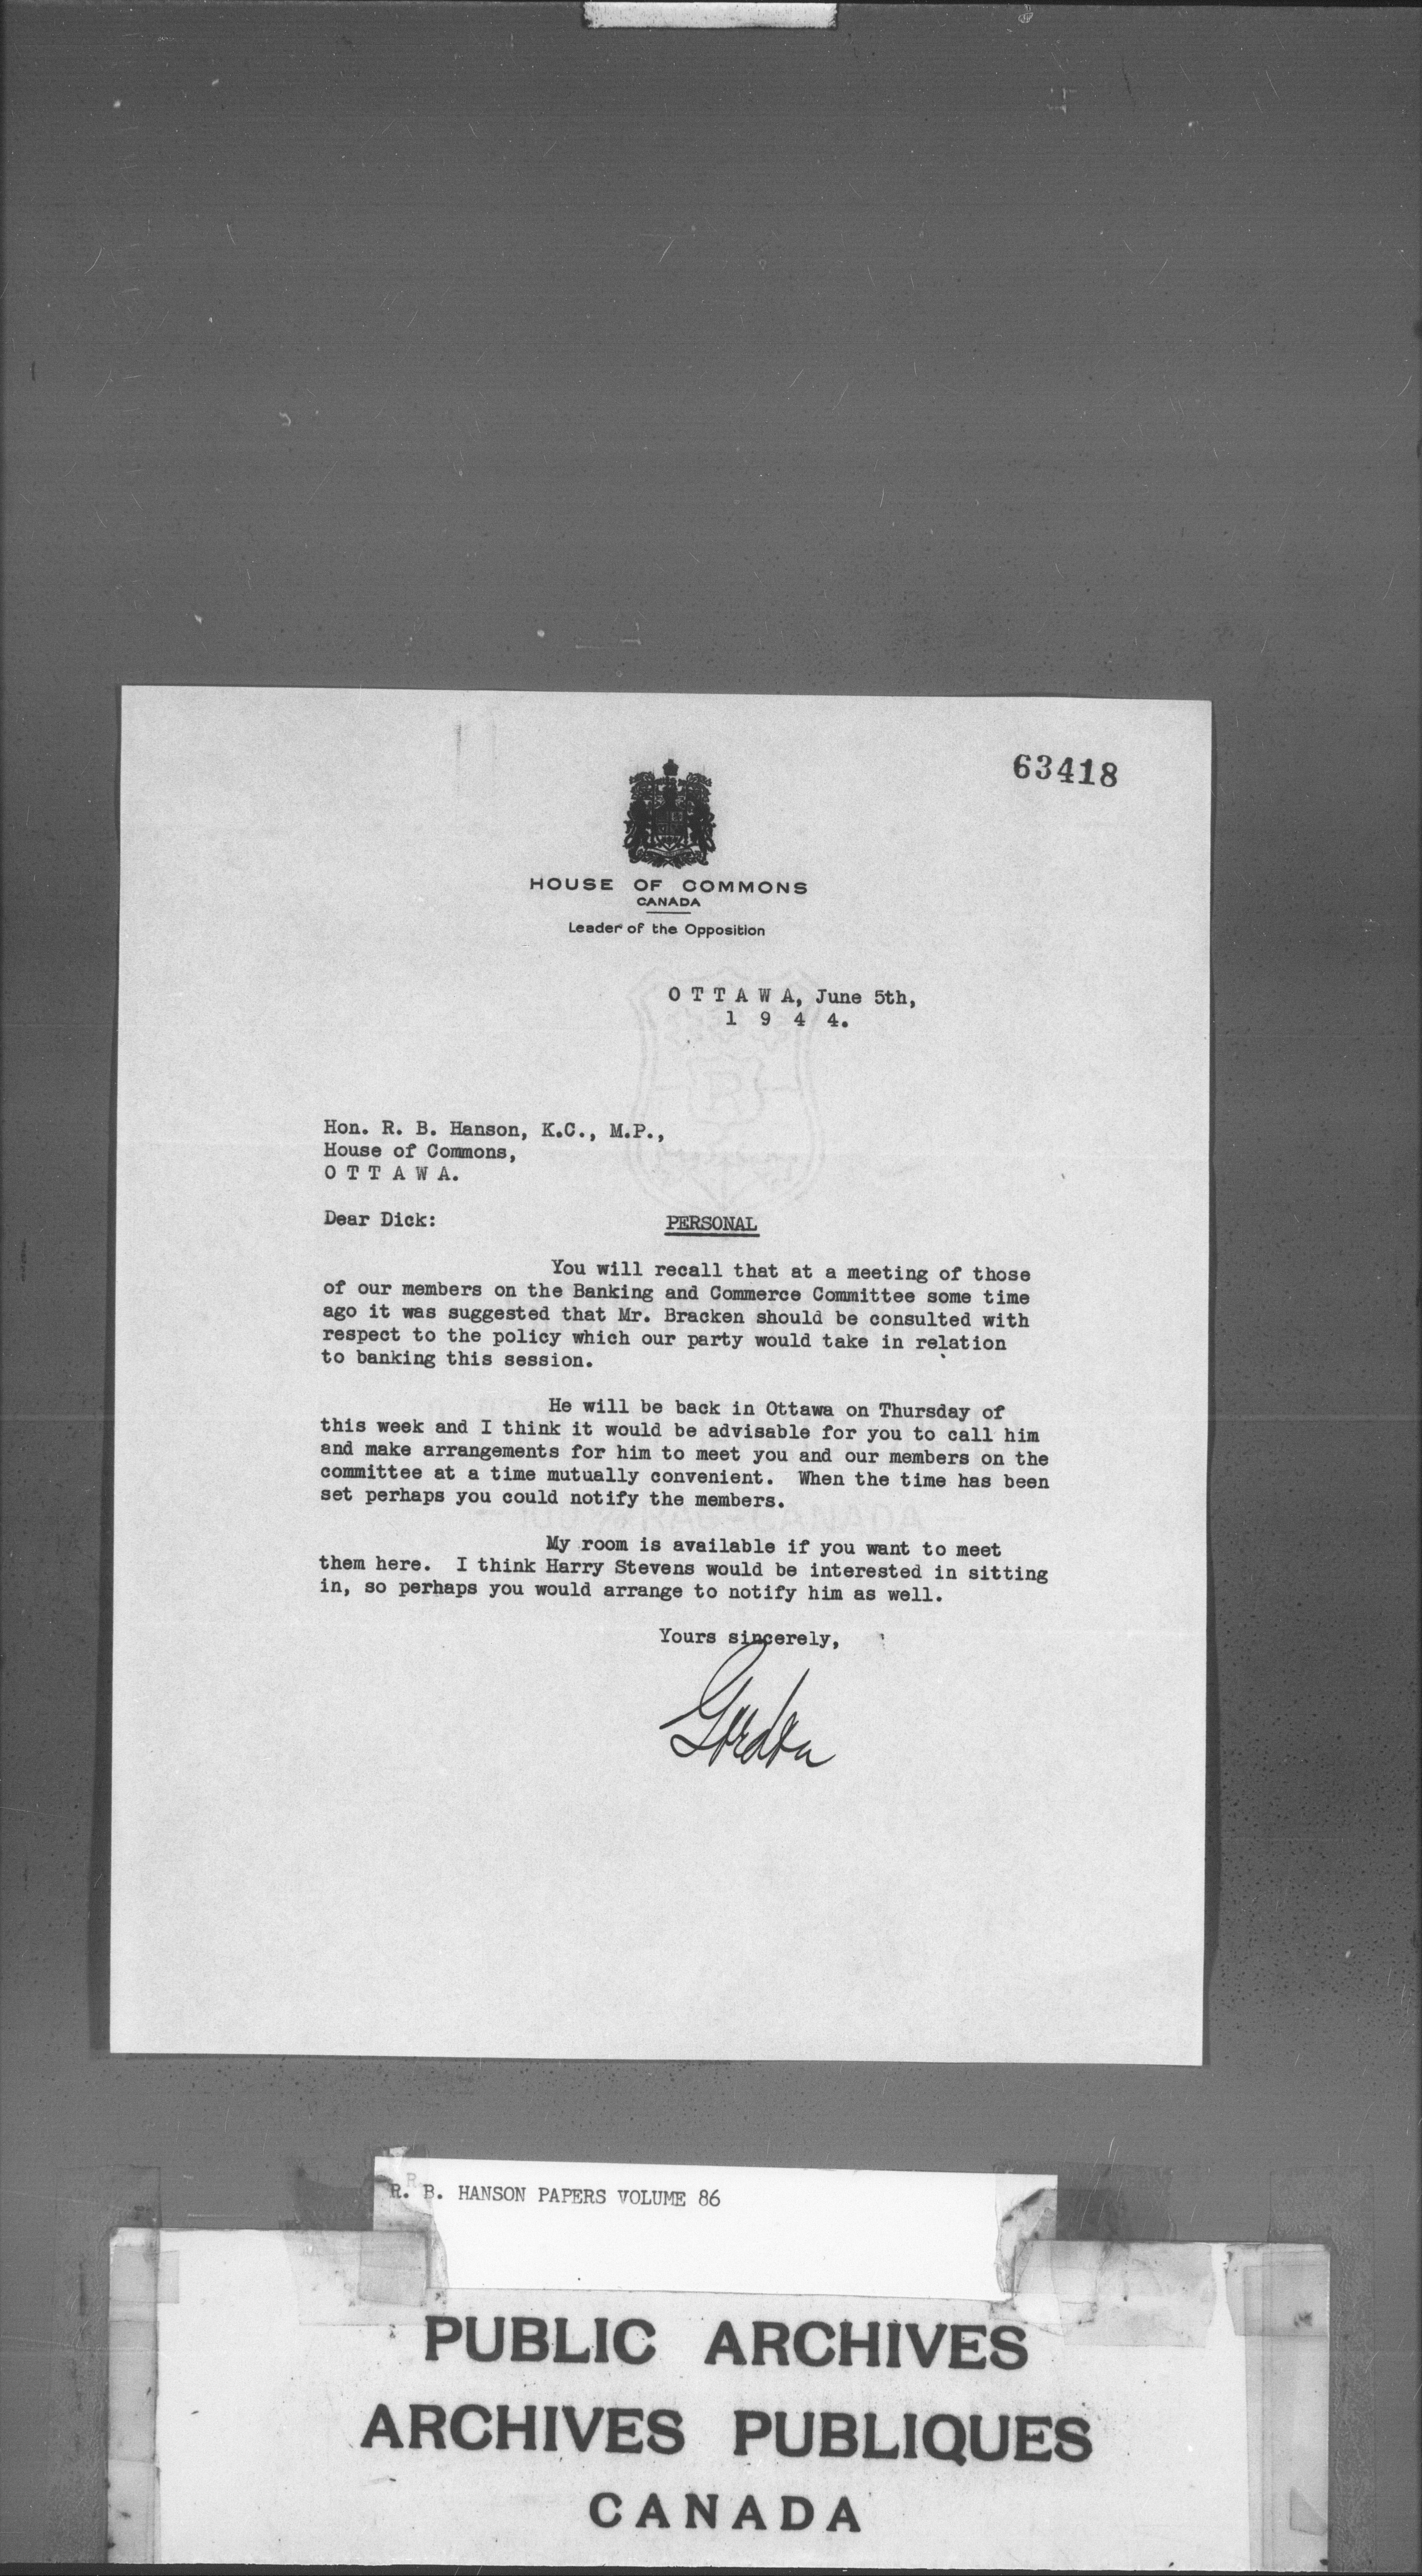 63418
HOUSE OF COMMONS
CANADA
Leader of the Opposition
O T T A W A, June 5th,
1 9 4 4.
Hon. R. B. Hanson, K.C., M.P.,
House of Commons,
O T T A W A.
Dear Dick:
PERSONAL
You will recall that at a meeting of those
of our members on the Banking and Commerce Committee some time
ago it was suggested that Mr. Bracken should be consulted with
respect to the policy which our party would take in relation
to banking this session.
He will be back in Ottawa on Thursday of
this week and I think it would be advisable for you to call him
and make arrangements for him to meet you and our members on the
committee at a time mutually convenient. When the time has been
set perhaps you could notify the members.
My room is available if you want to meet
them here. I think Harry Stevens would be interested in sitting
in, so perhaps you would arrange to notify him as well.
Yours sincerely,
Gordon
R. B. HANSON PAPERS VOLUME 86
PUBLIC ARCHIVES
ARCHIVES PUBLIQUES
CANADA